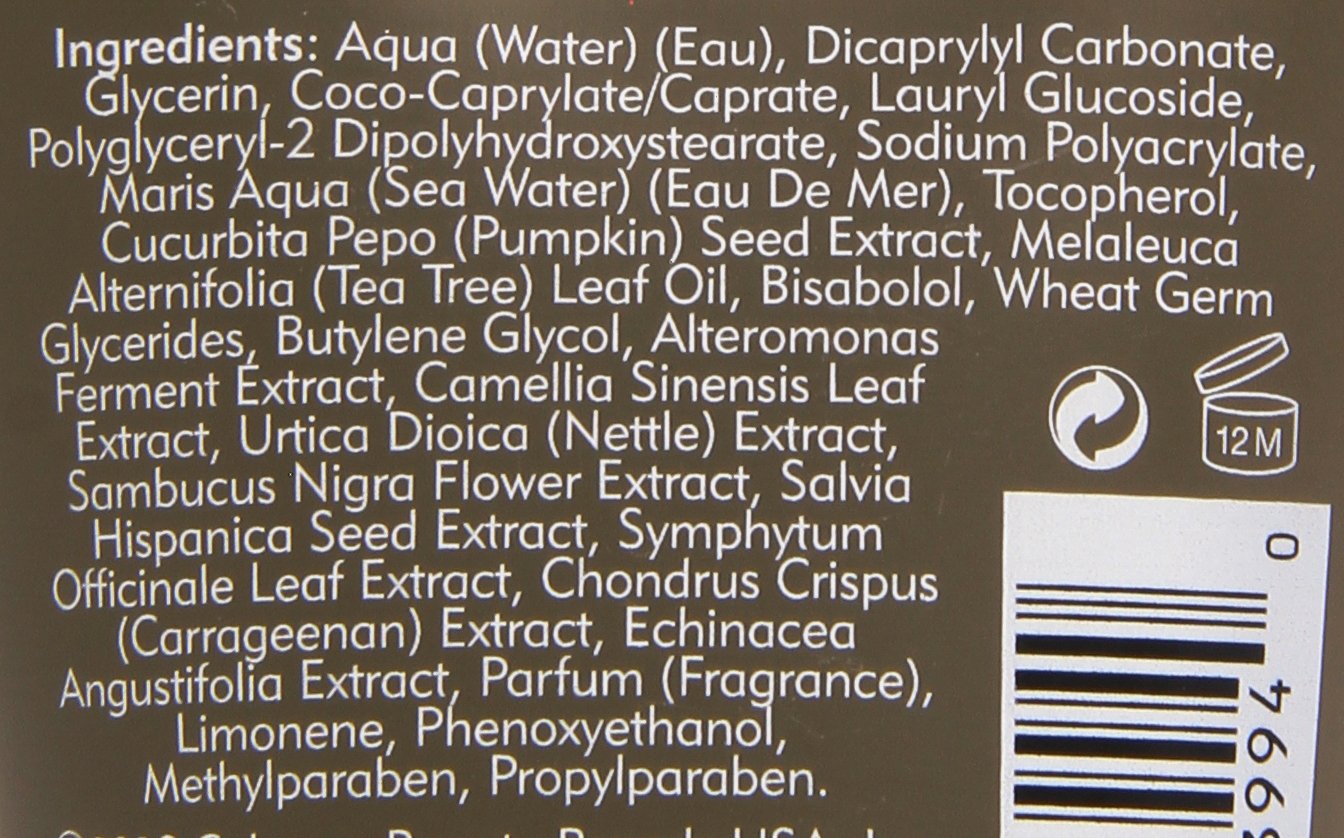 Ingredients: Aqua (Water) (Eau), Dicaprylyl Carbonate,
Glycerin, Coco-Caprylate/Caprate, Lauryl Glucoside,
Polyglyceryl-2 Dipolyhydroxystearate, Sodium Polyacrylate,
Maris Aqua (Sea Water) (Eau De Mer), Tocopherol,
Cucurbita Pepo (Pumpkin) Seed Extract, Melaleuca
Alternifolia (Tea Tree) Leaf Oil, Bisabolol, Wheat Germ
Glycerides, Butylene Glycol, Alteromonas
Ferment Extract, Camellia Sinensis Leaf
Extract, Urtica Dioica (Nettle) Extract,
Sambucus Nigra Flower Extract, Salvia
Hispanica Seed Extract, Symphytum
Officinale Leaf Extract, Chondrus Crispus
(Carrageenan) Extract, Echinacea
Angustifolia Extract, Parfum (Fragrance),
Limonene, Phenoxyethanol,
Methylparaben, Propylparaben.
12M
0 766